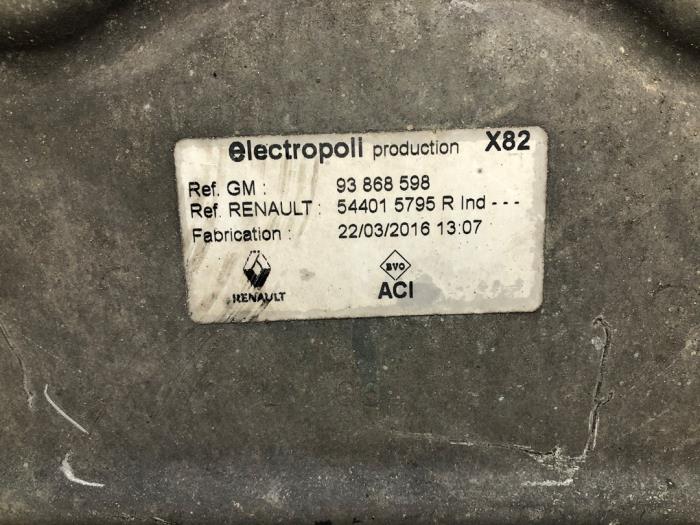 electropoli production X82
Ref. GM : 93 868 598
Ref. RENAULT : 54401 5795 R Ind - - -
Fabrication : 22/03/2016 13:07
RENAULT
BVO
ACI